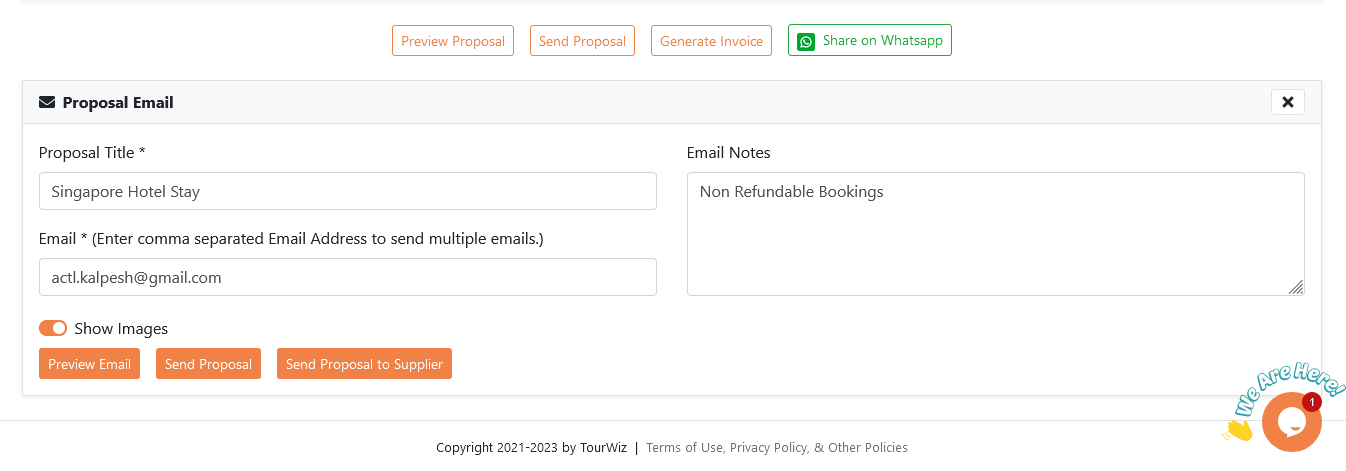 Preview Proposal Send Proposal Generate Invoice Share on Whatsapp
Proposal Email
Proposal Title * Email Notes
Singapore Hotel Stay Non Refundable Bookings
Email * (Enter comma separated Email Address to send multiple emails.)
actl.kalpesh@gmail.com
Show Images
Preview Email Send Proposal Send Proposal to Supplier
We Are Here!
1
Copyright 2021-2023 by TourWiz | Terms of Use, Privacy Policy, & Other Policies